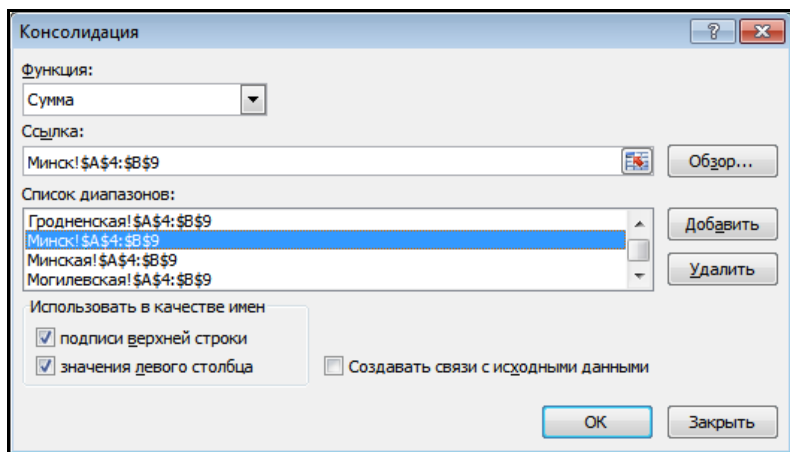 Консолидация
Функция:
Сумма
Ссылка:
Минск!$A$4:$B$9
Обзор...
Список диапазонов:
Гродненская!$A$4:$B$9
Минск!$A$4:$B$9
Минская!$A$4:$B$9
Могилевская!$A$4:$B$9
Добавить
Удалить
Использовать в качестве имен
подписи верхней строки
значения левого столбца
Создавать связи с исходными данными
ОК
Закрыть